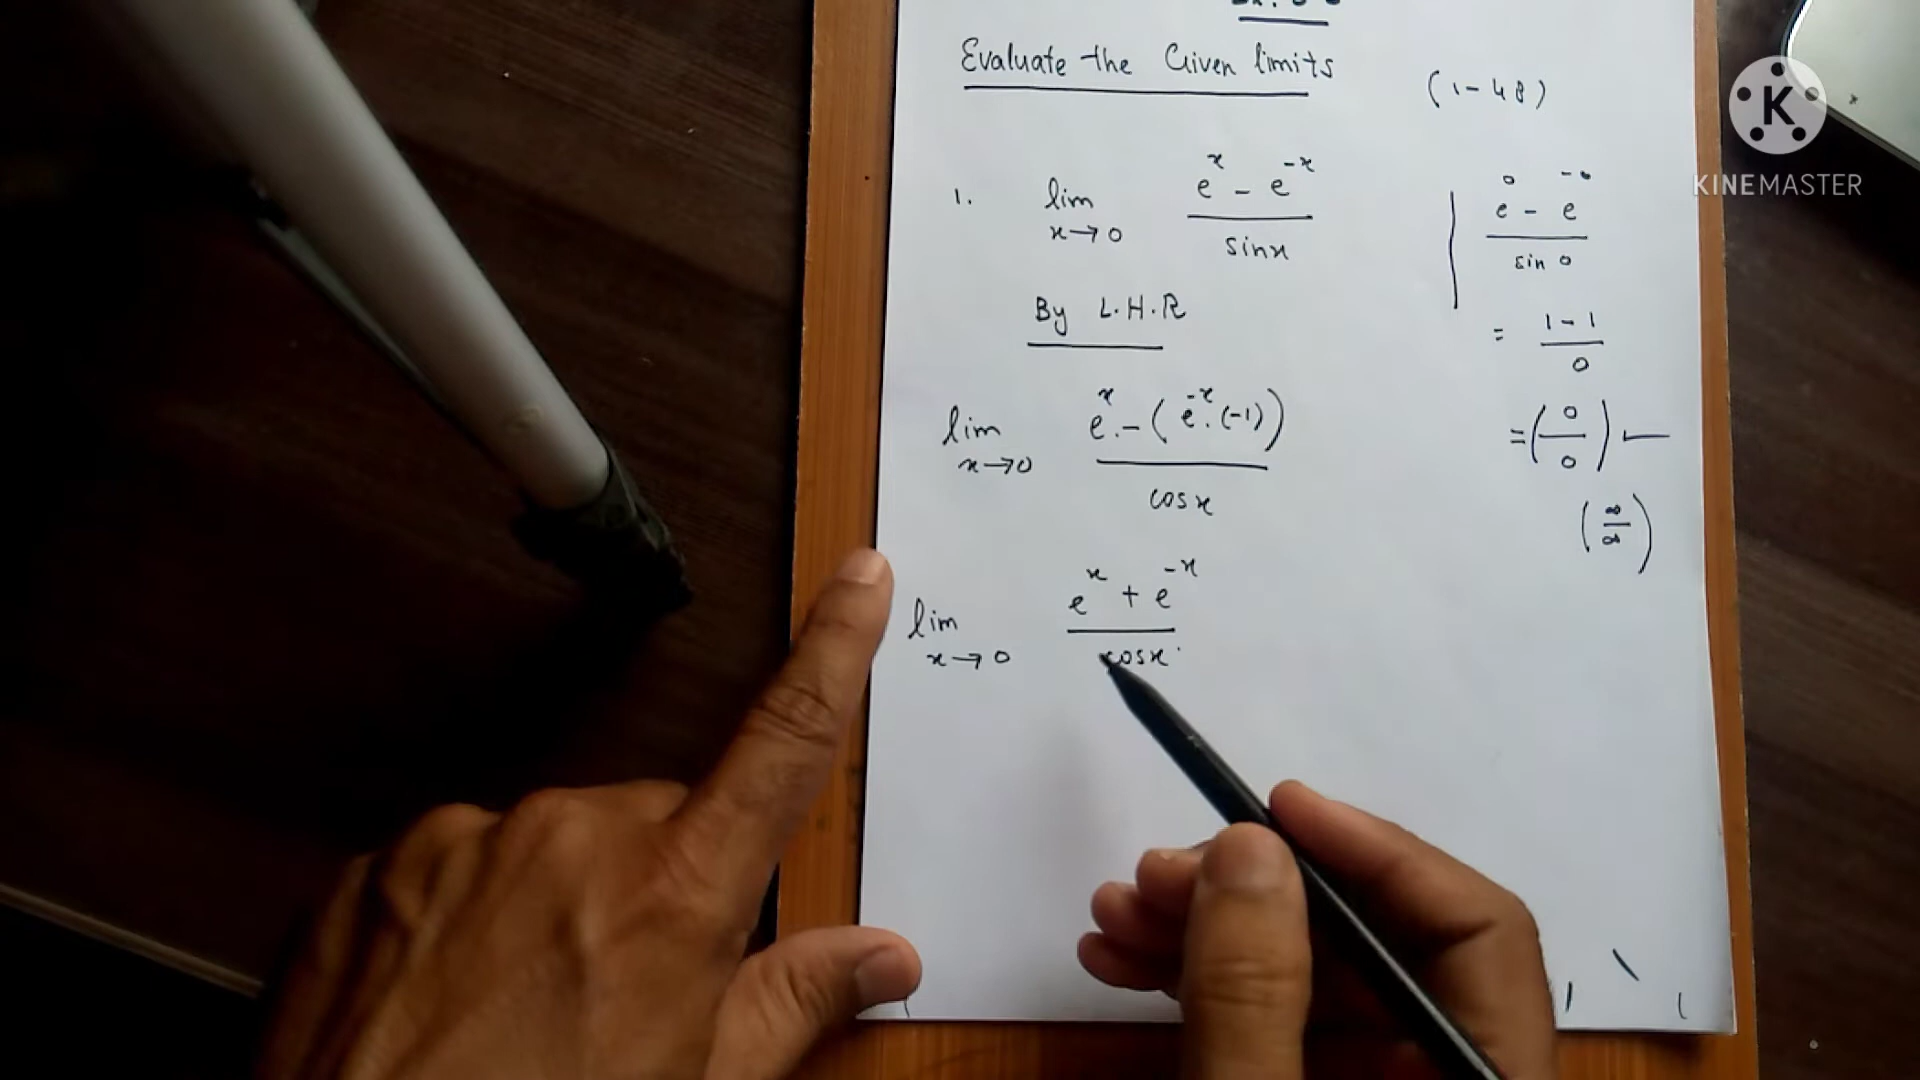 Evaluate the Given limits
(1-48)
K
KINEMASTER
1. lim x→0 (e^x - e^-x) / sinx
e^0 - e^-0 / sin 0
By L.H.R
= 1-1 / 0
lim x→0 e^x.-(e^-x.(-1)) / cosx
= (0/0)
(∞/∞)
lim x→0 e^x + e^-x / cosx